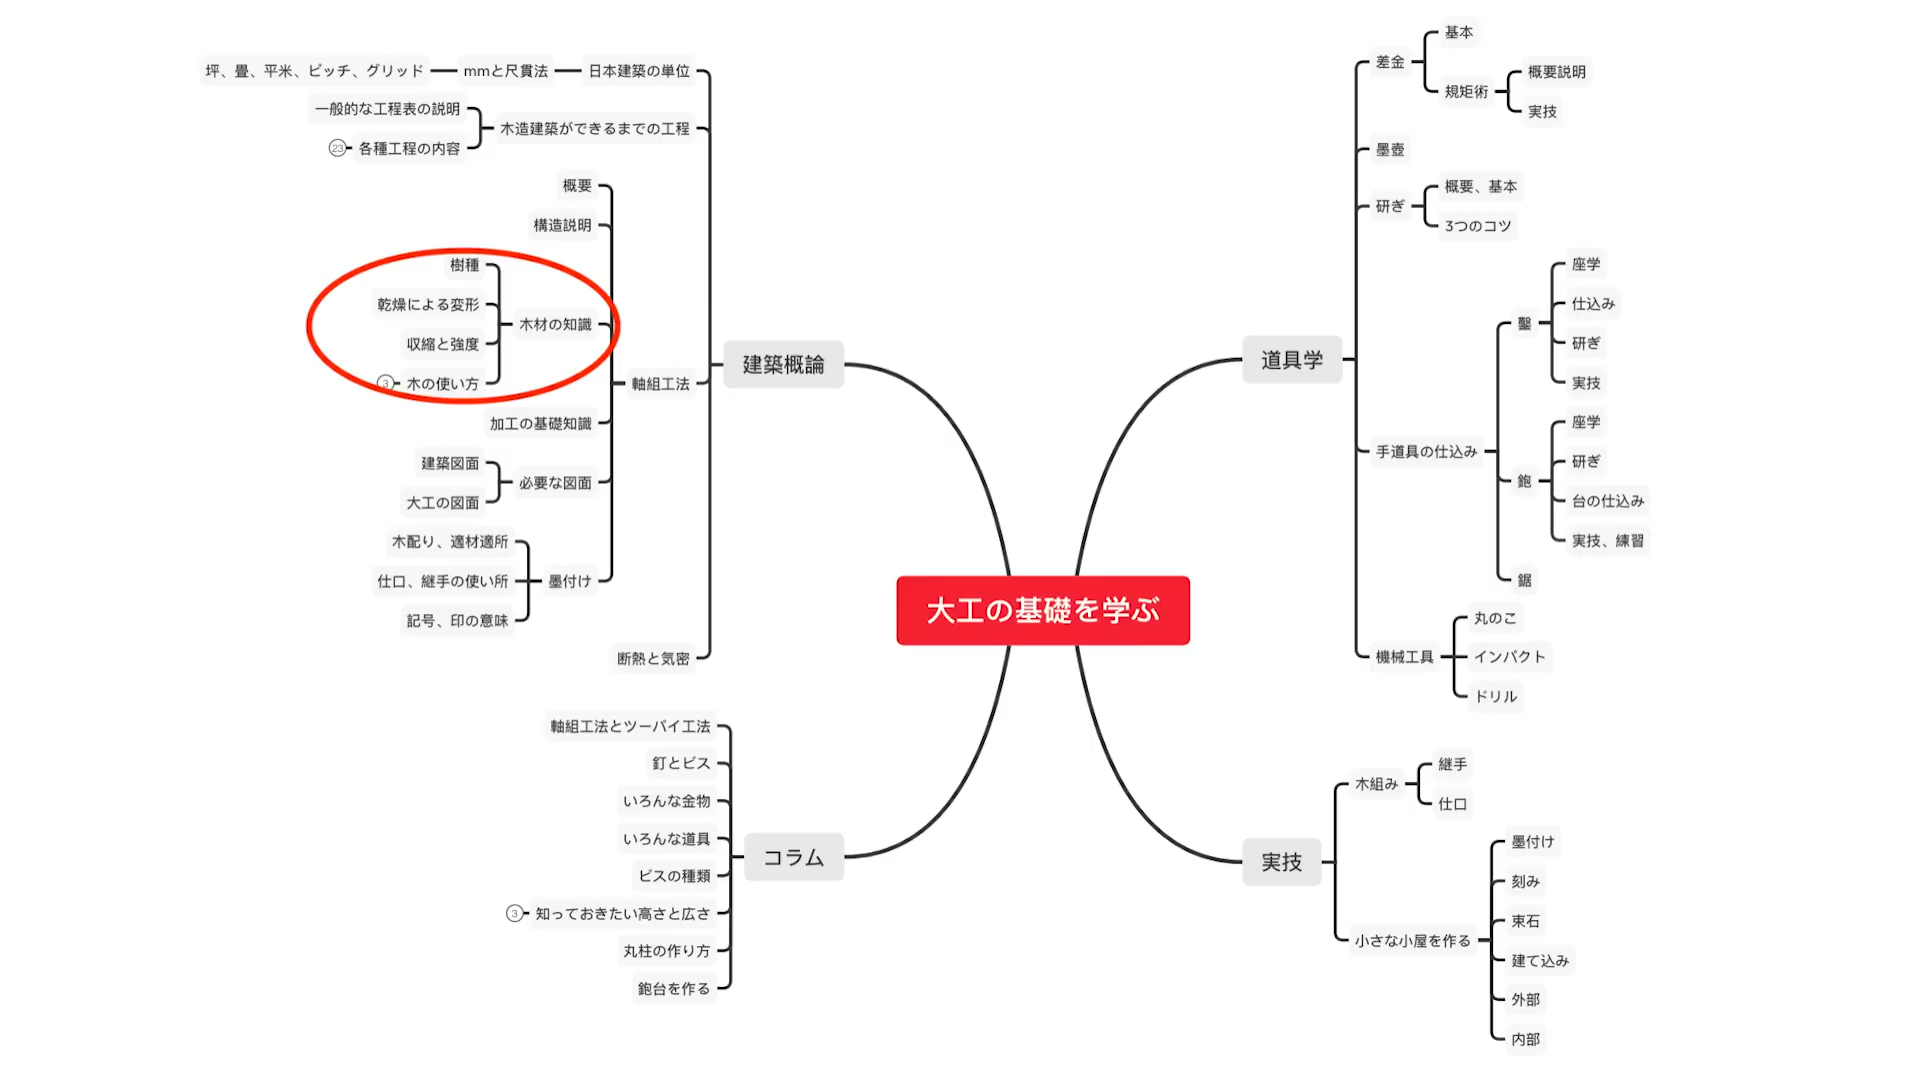 大工の基礎を学ぶ
建築概論
日本建築の単位
mmと尺貫法
坪、畳、平米、ピッチ、グリッド
木造建築ができるまでの工程
一般的な工程表の説明
各種工程の内容
23
軸組工法
概要
構造説明
木材の知識
樹種
乾燥による変形
収縮と強度
木の使い方
3
加工の基礎知識
必要な図面
建築図面
大工の図面
墨付け
木配り、適材適所
仕口、継手の使い所
記号、印の意味
断熱と気密
コラム
軸組工法とツーバイ工法
釘とビス
いろんな金物
いろんな道具
ビスの種類
知っておきたい高さと広さ
3
丸柱の作り方
鉋台を作る
道具学
差金
基本
規矩術
概要説明
実技
墨壺
研ぎ
概要、基本
3つのコツ
手道具の仕込み
鑿
座学
仕込み
研ぎ
実技
鉋
座学
研ぎ
台の仕込み
実技、練習
鋸
機械工具
丸のこ
インパクト
ドリル
実技
木組み
継手
仕口
小さな小屋を作る
墨付け
刻み
束石
建て込み
外部
内部